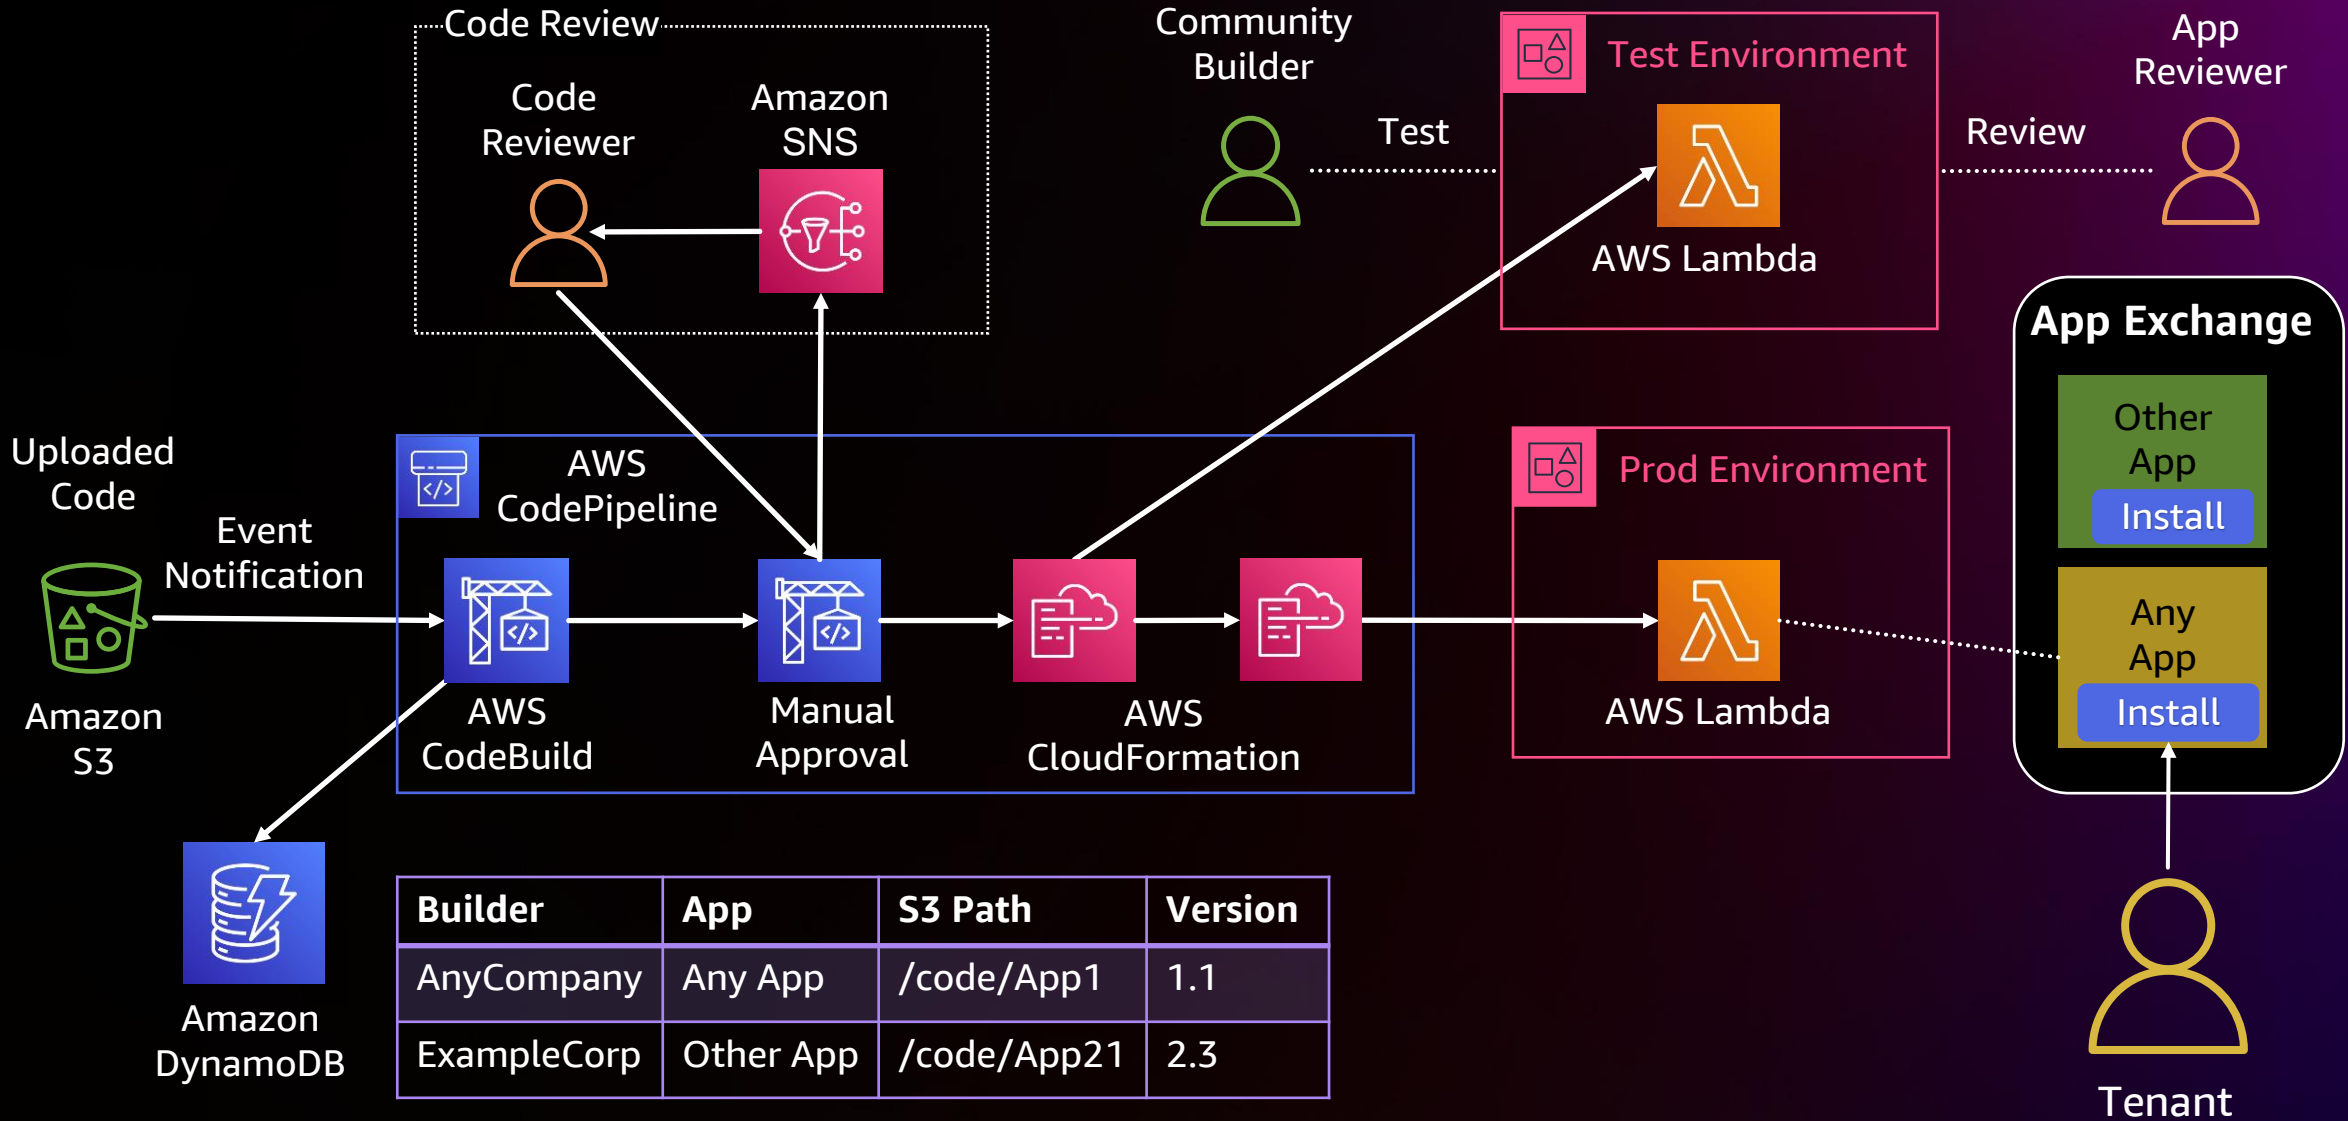 Code Review
Code
Reviewer
Amazon
SNS
Community
Builder
Test
Test Environment
AWS Lambda
Review
App
Reviewer
Uploaded
Code
Amazon
S3
Event
Notification
AWS
CodePipeline
</>
AWS
CodeBuild
</>
Manual
Approval
</>
AWS
CloudFormation
Prod Environment
AWS Lambda
App Exchange
Other
App
Install
Any
App
Install
Tenant
Amazon
DynamoDB
Builder App S3 Path Version
AnyCompany Any App /code/App1 1.1
ExampleCorp Other App /code/App21 2.3